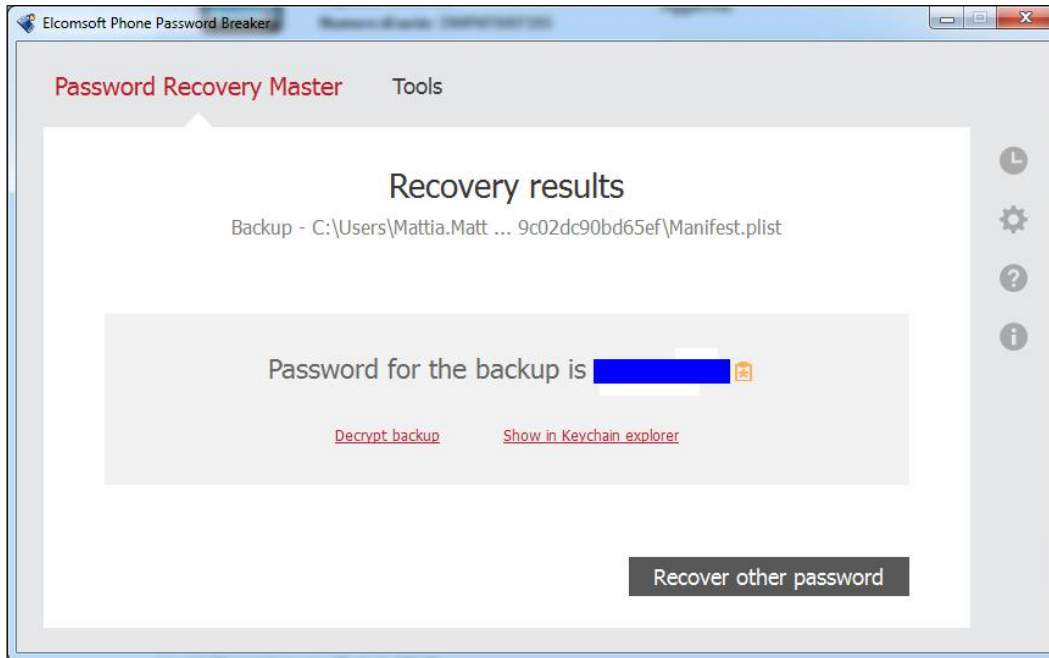 Elcomsoft Phone Password Breaker
Password Recovery Master
Tools
Recovery results
Backup - C:\Users\Mattia.Matt ... 9c02dc90bd65ef\Manifest.plist
Password for the backup is
Decrypt backup
Show in Keychain explorer
Recover other password